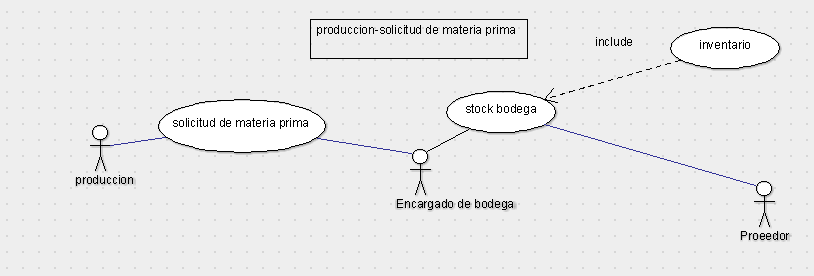 produccion-solicitud de materia prima
include
inventario
stock bodega
solicitud de materia prima
produccion
Encargado de bodega
Proeedor